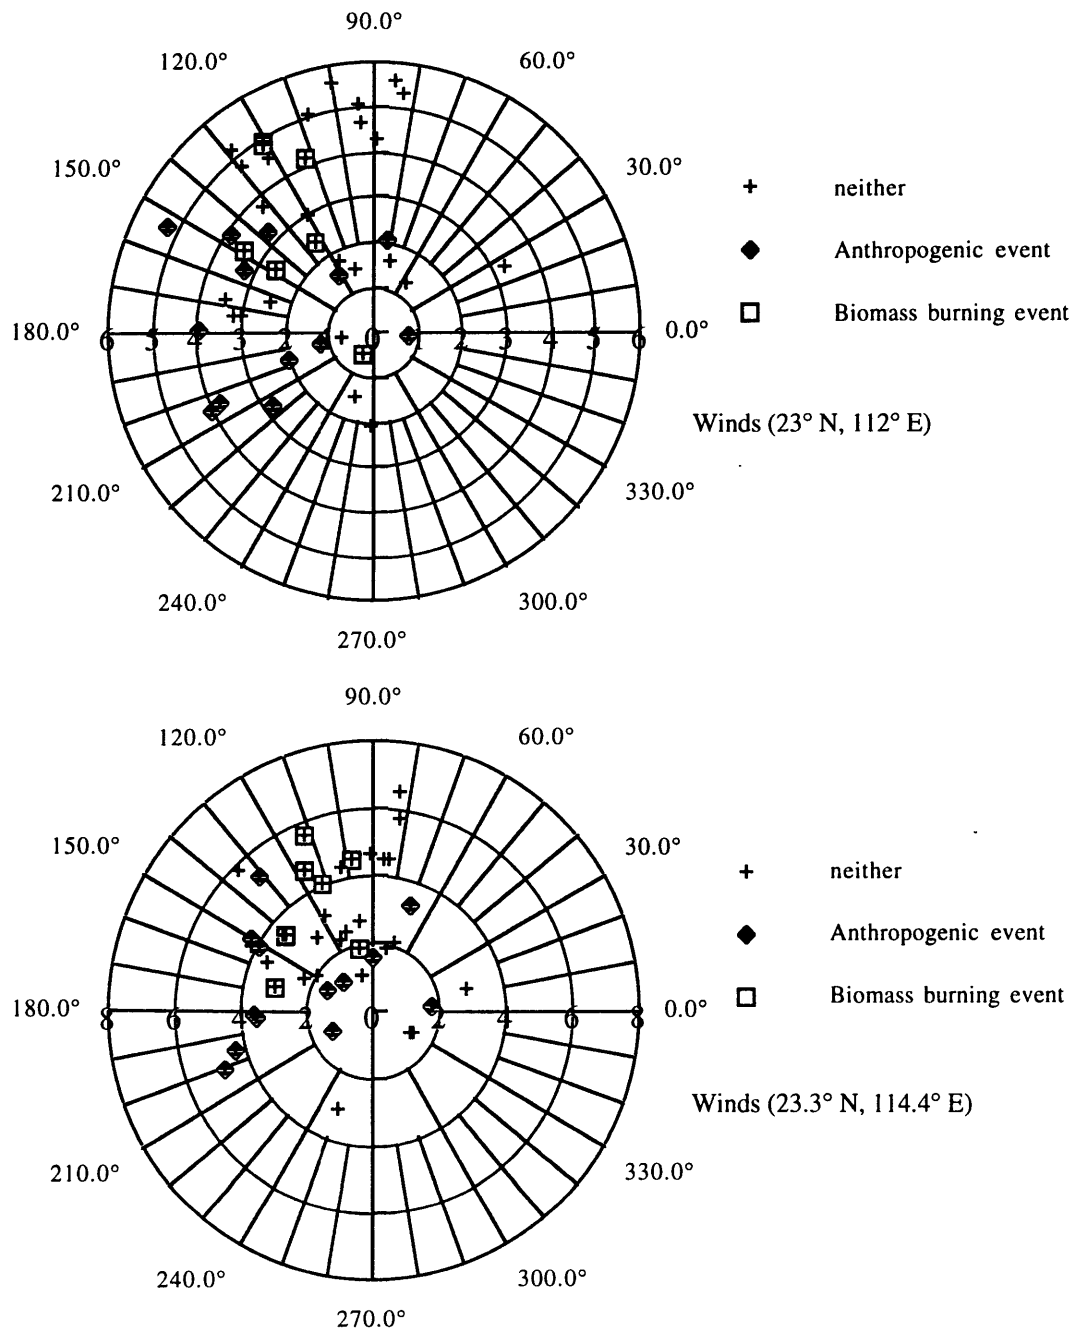 90.0°
120.0° 60.0°
150.0° 30.0°
+ neither
Anthropogenic event
Biomass burning event
180.0° 6 5 4 3 2 0 2 3 4 5 6 0.0°
Winds (23° N, 112° E)
210.0° 330.0°
240.0° 300.0°
270.0°
90.0°
120.0° 60.0°
150.0° 30.0°
+ neither
Anthropogenic event
Biomass burning event
180.0° 8 6 4 2 0 2 4 6 8 0.0°
Winds (23.3° N, 114.4° E)
210.0° 330.0°
240.0° 300.0°
270.0°